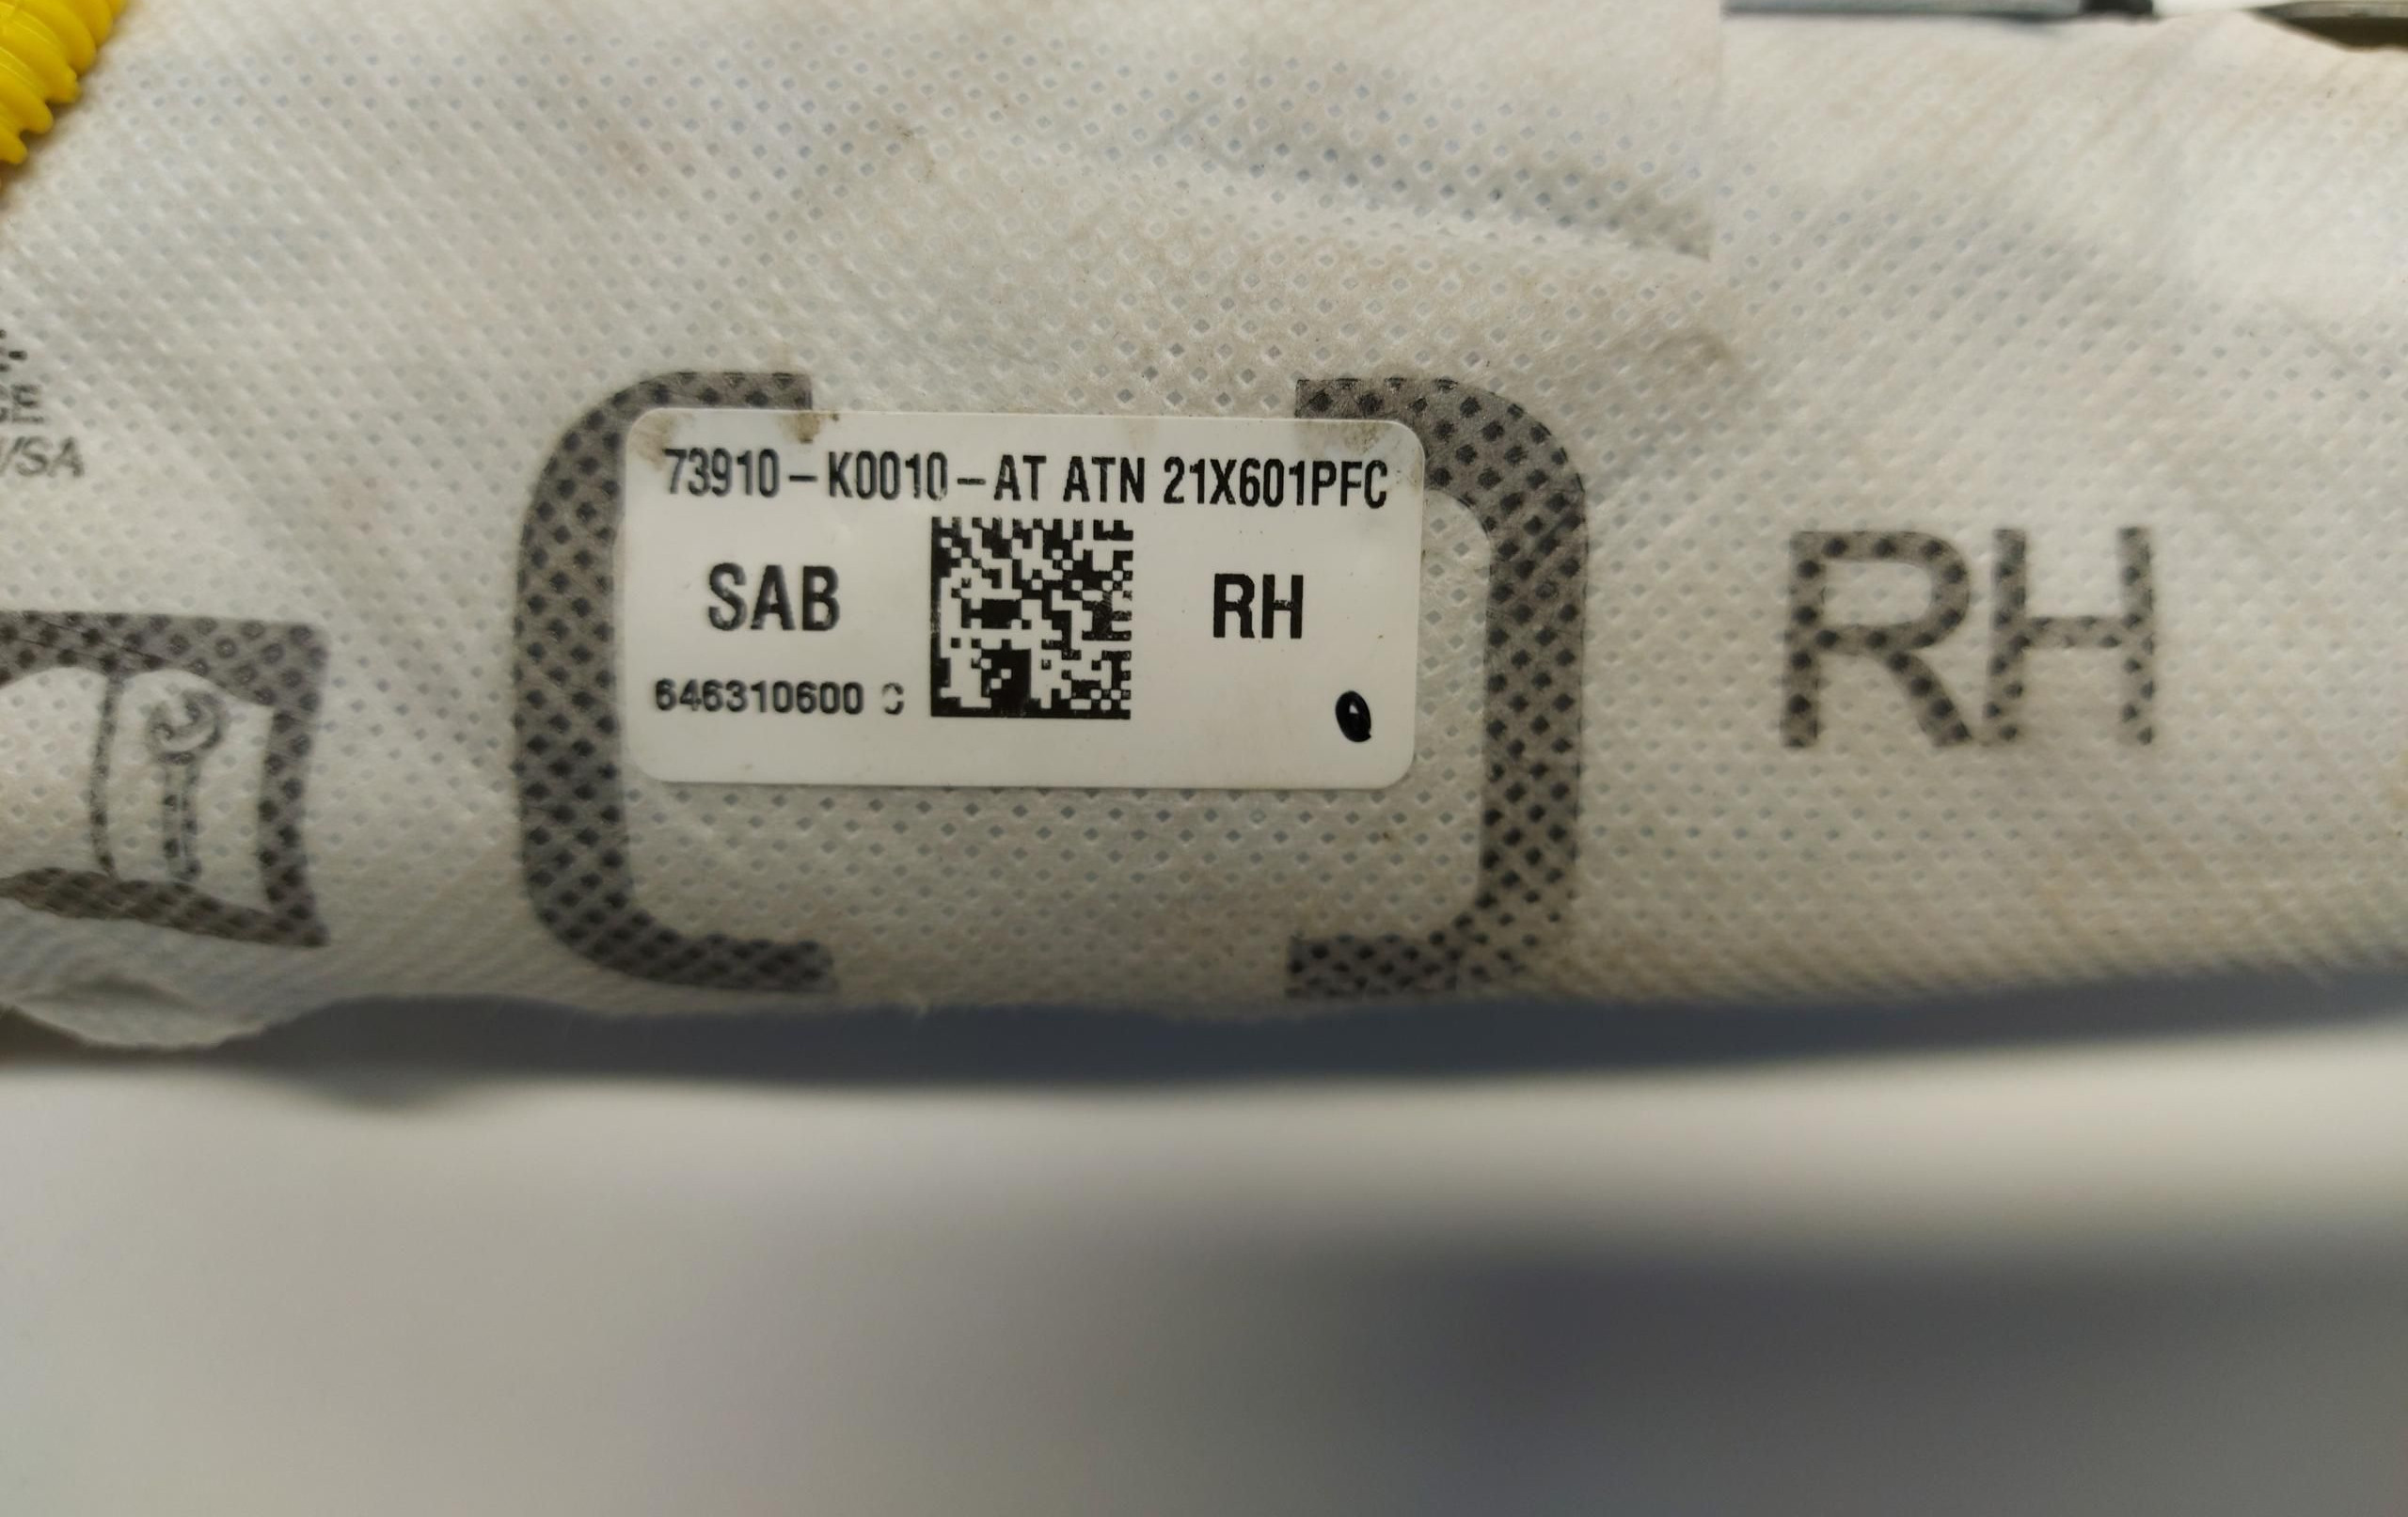 73910-K0010-AT ATN 21X601PFC
SAB
RH
646310600 C
RH